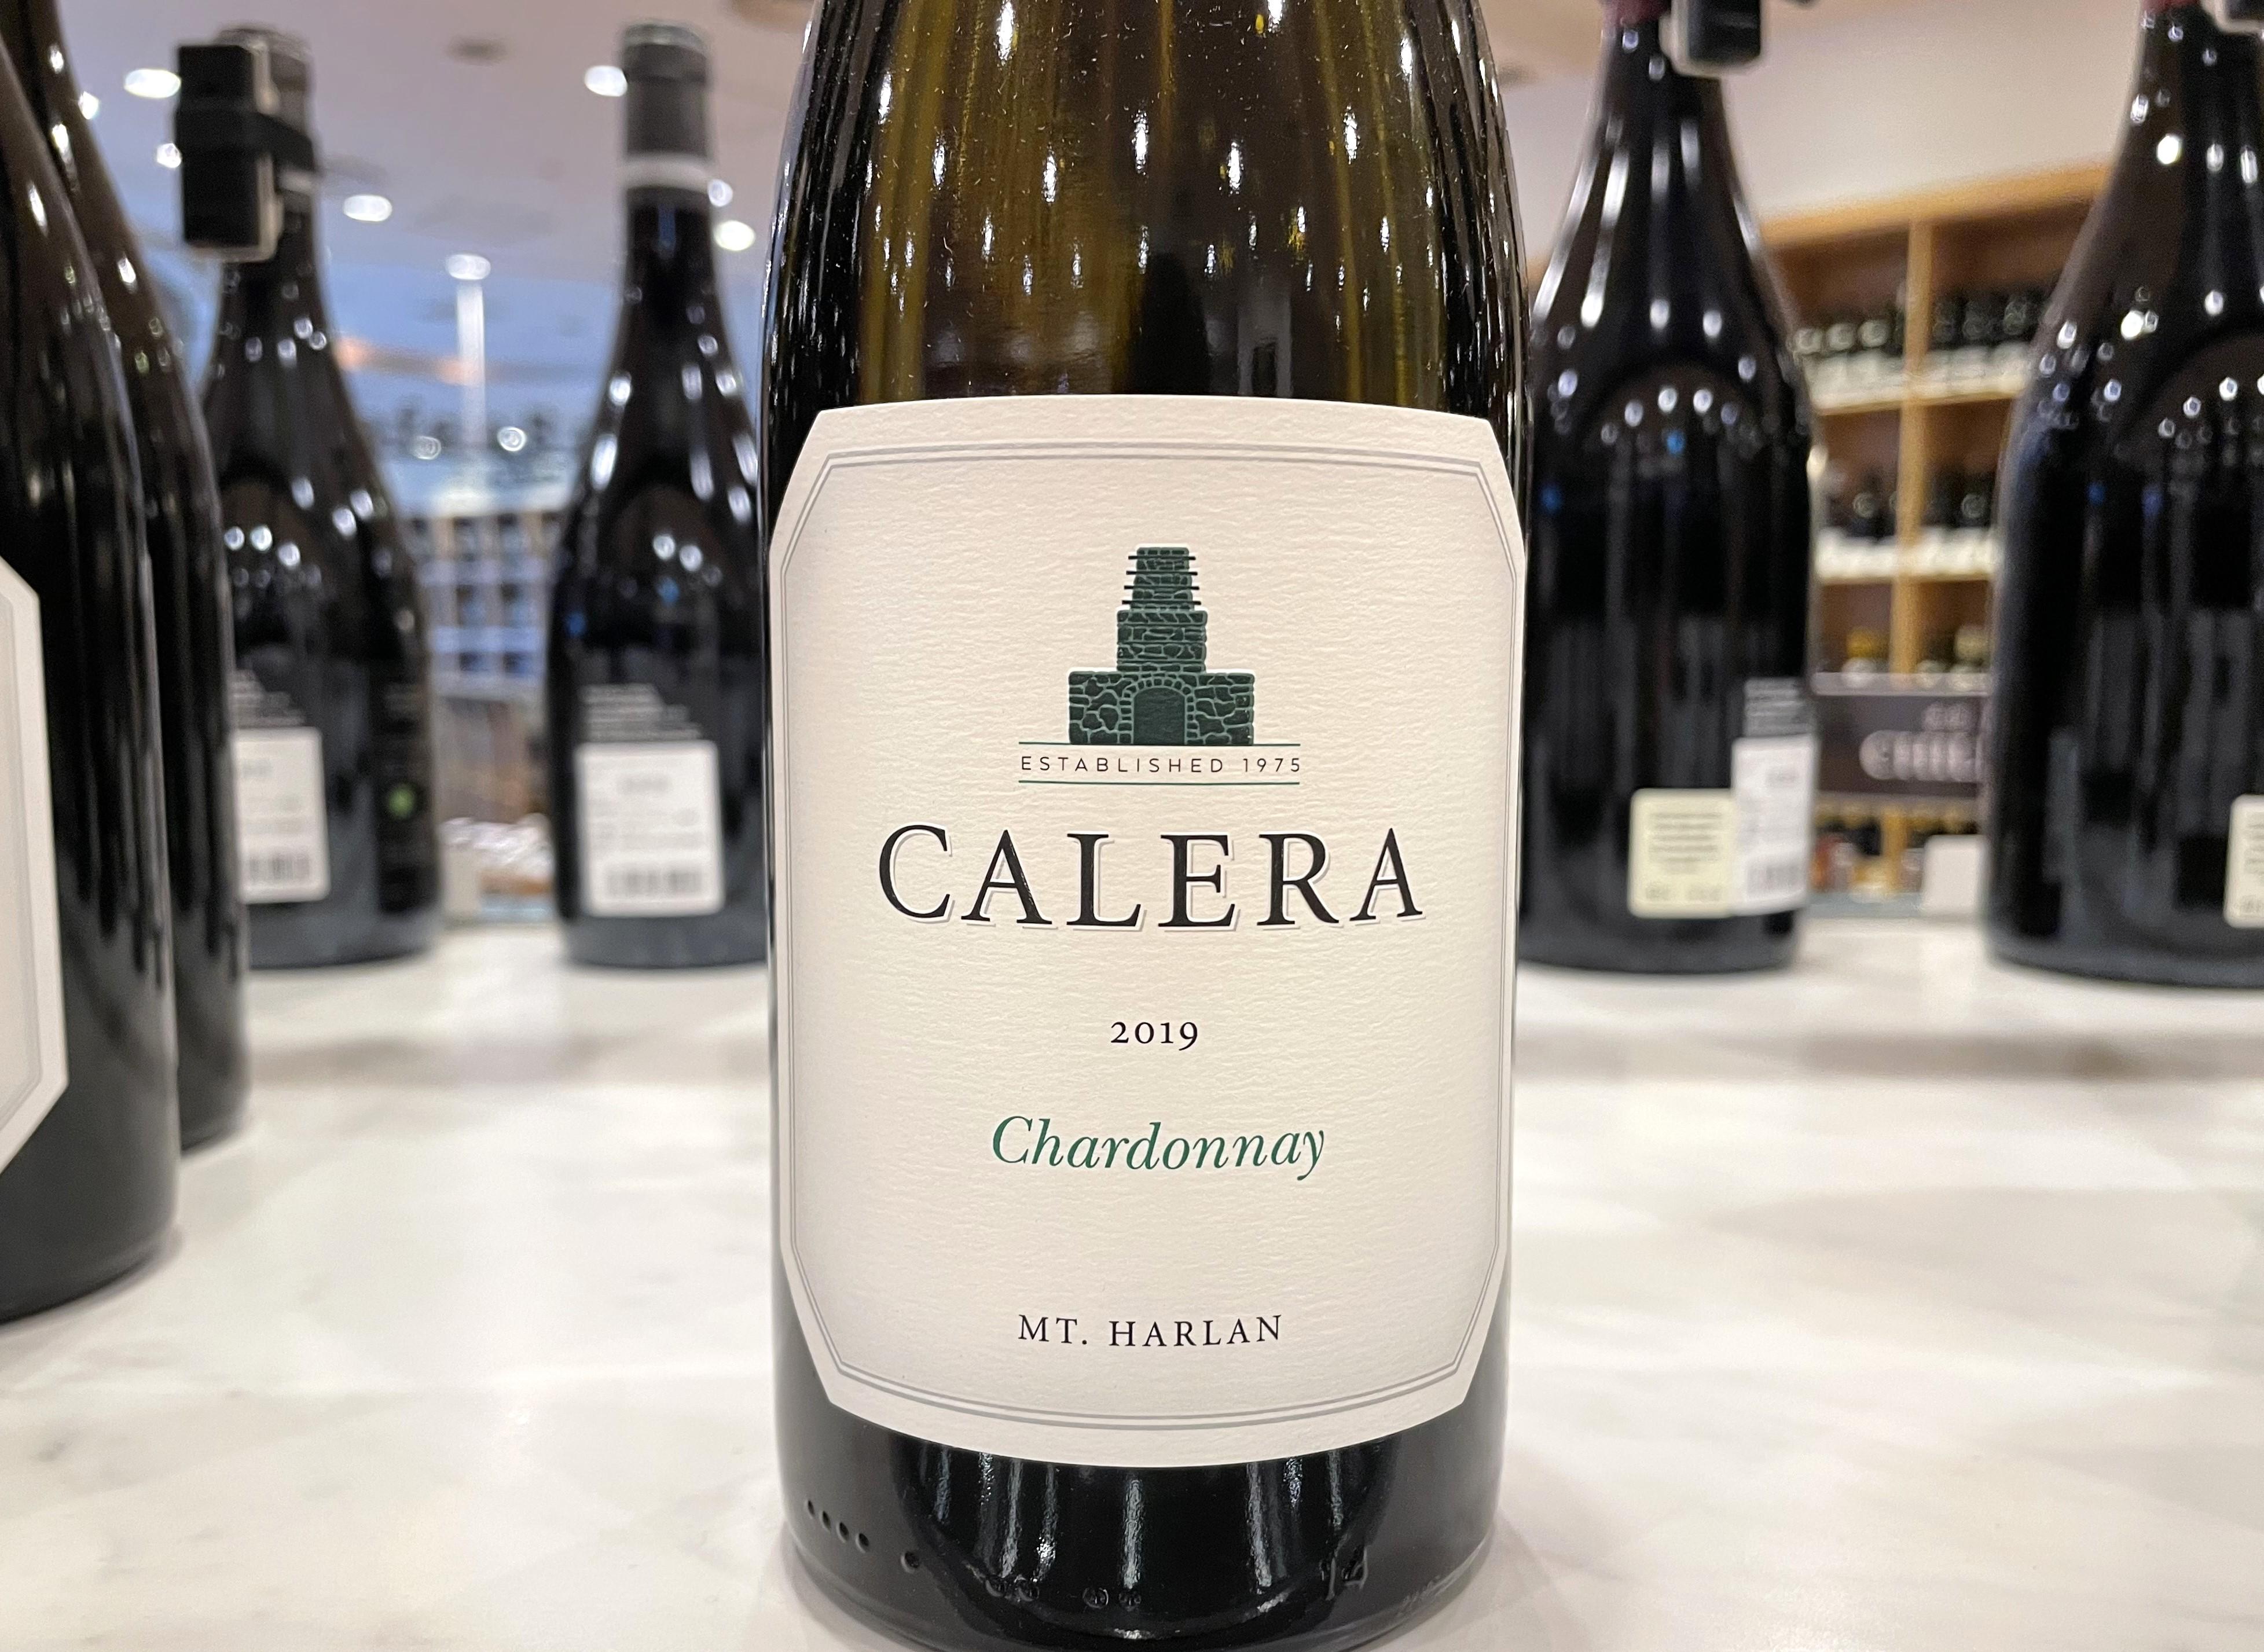 ESTABLISHED 1975
CALERA
2019
Chardonnay
MT. HARLAN